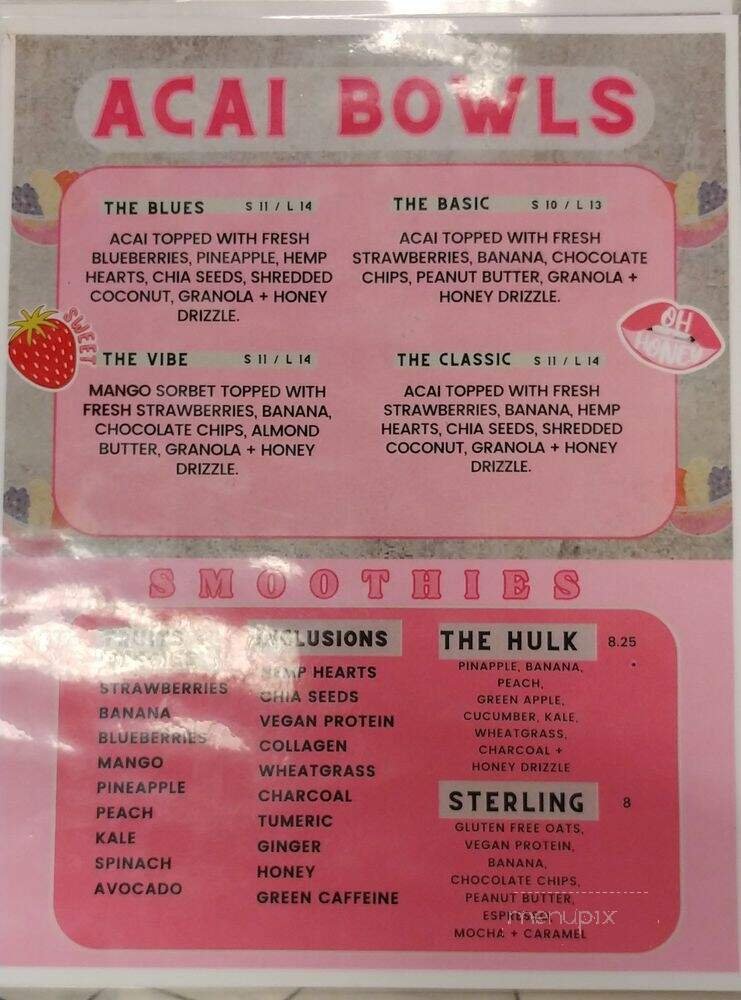 ACAI BOWLS
THE BLUES S 11 / L 14
ACAI TOPPED WITH FRESH
BLUEBERRIES, PINEAPPLE, HEMP
HEARTS, CHIA SEEDS, SHREDDED
COCONUT, GRANOLA + HONEY
DRIZZLE.
THE BASIC S 10 / L 13
ACAI TOPPED WITH FRESH
STRAWBERRIES, BANANA, CHOCOLATE
CHIPS, PEANUT BUTTER, GRANOLA +
HONEY DRIZZLE.
SWEET
OH
HONEY
THE VIBE S 11 / L 14
MANGO SORBET TOPPED WITH
FRESH STRAWBERRIES, BANANA,
CHOCOLATE CHIPS, ALMOND
BUTTER, GRANOLA + HONEY
DRIZZLE.
THE CLASSIC S 11 / L 14
ACAI TOPPED WITH FRESH
STRAWBERRIES, BANANA, HEMP
HEARTS, CHIA SEEDS, SHREDDED
COCONUT, GRANOLA + HONEY
DRIZZLE.
SMOOTHIES
FRUITS
STRAWBERRIES
BANANA
BLUEBERRIES
MANGO
PINEAPPLE
PEACH
KALE
SPINACH
AVOCADO
INCLUSIONS
HEMP HEARTS
CHIA SEEDS
VEGAN PROTEIN
COLLAGEN
WHEATGRASS
CHARCOAL
TUMERIC
GINGER
HONEY
GREEN CAFFEINE
THE HULK 8.25
PINAPPLE, BANANA,
PEACH,
GREEN APPLE,
CUCUMBER, KALE,
WHEATGRASS,
CHARCOAL +
HONEY DRIZZLE
STERLING 8
GLUTEN FREE OATS,
VEGAN PROTEIN,
BANANA,
CHOCOLATE CHIPS,
PEANUT BUTTER,
ESPRESSO,
MOCHA + CARAMEL
menupix